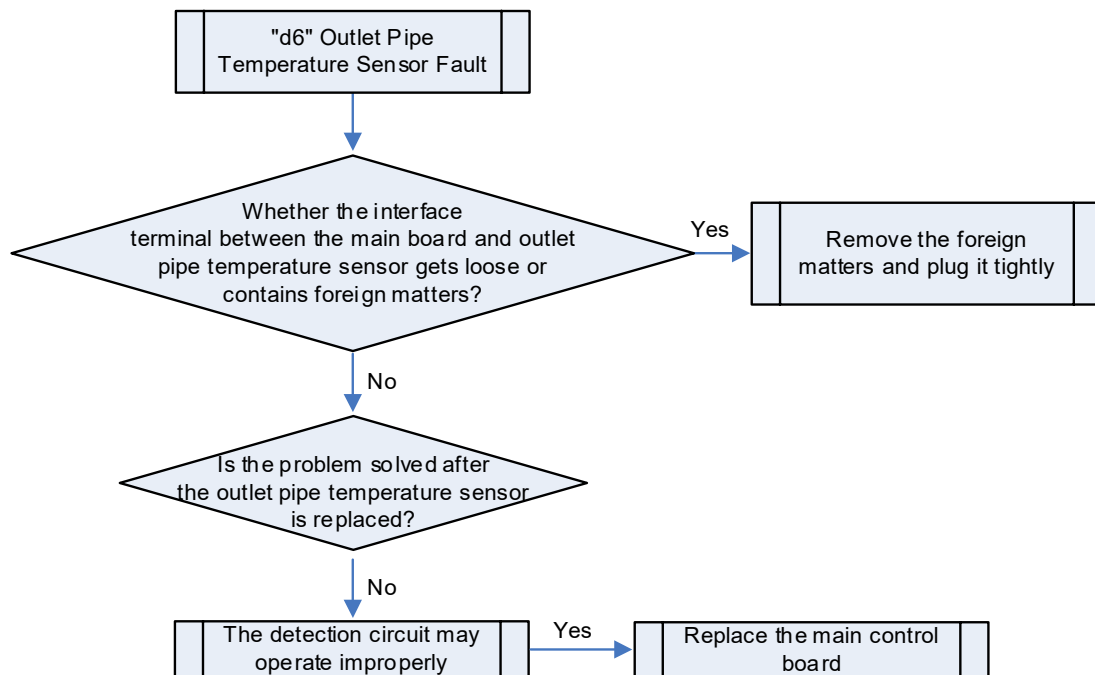 "d6" Outlet Pipe
Temperature Sensor Fault
Whether the interface
terminal between the main board and outlet
pipe temperature sensor gets loose or
contains foreign matters?
Yes
Remove the foreign
matters and plug it tightly
No
Is the problem solved after
the outlet pipe temperature sensor
is replaced?
No
The detection circuit may
operate improperly
Yes
Replace the main control
board